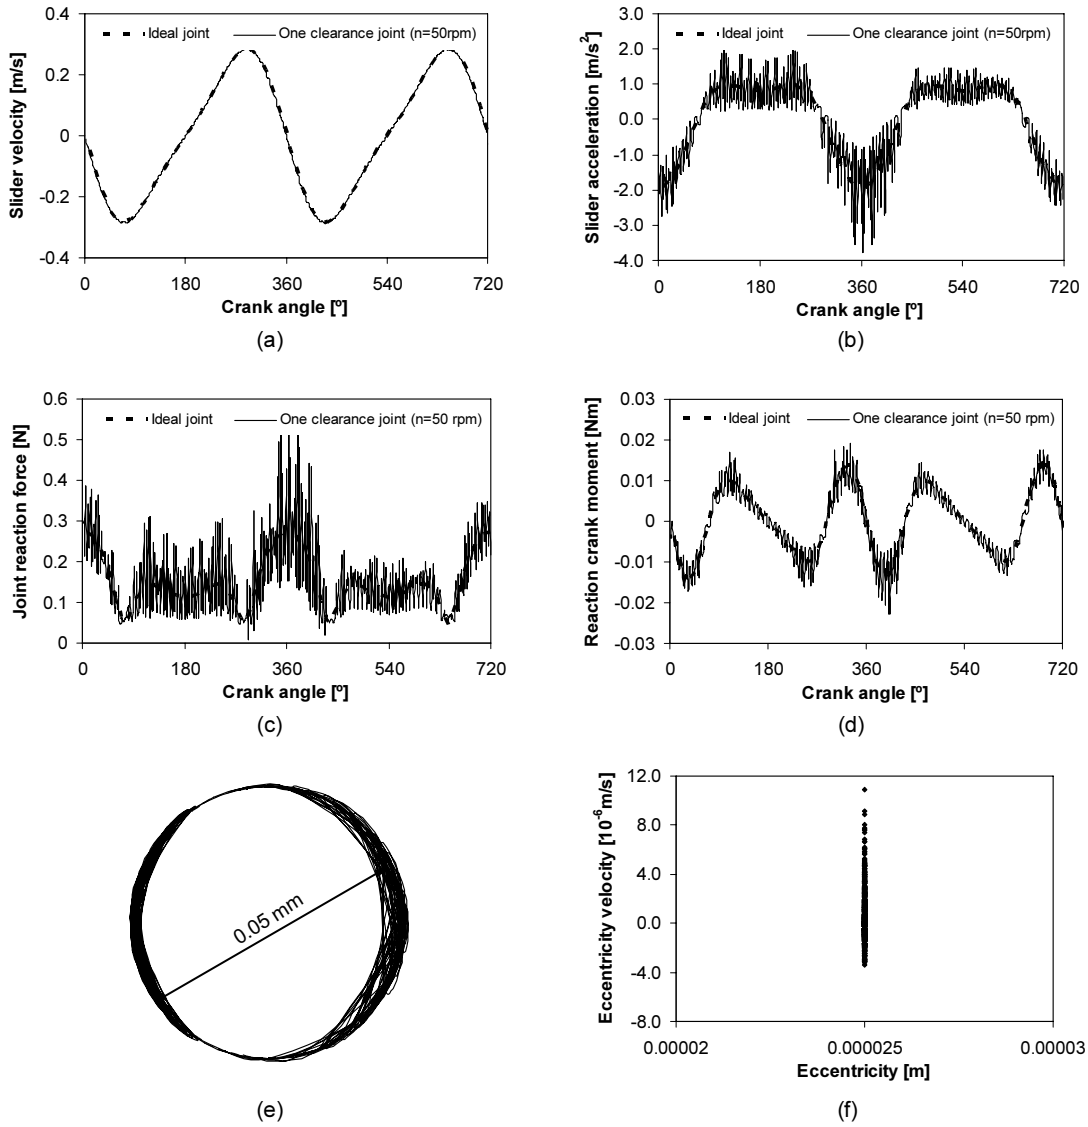 Ideal joint One clearance joint (n=50rpm)
Slider velocity [m/s]
0.4
0.2
0
-0.2
-0.4
0 180 360 540 720
Crank angle [º]
(a)
Ideal joint One clearance joint (n=50rpm)
Slider acceleration [m/s²]
3.0
2.0
1.0
0.0
-1.0
-2.0
-3.0
-4.0
0 180 360 540 720
Crank angle [º]
(b)
Ideal joint One clearance joint (n=50 rpm)
Joint reaction force [N]
0.6
0.5
0.4
0.3
0.2
0.1
0
0 180 360 540 720
Crank angle [º]
(c)
Ideal joint One clearance joint (n=50 rpm)
Reaction crank moment [Nm]
0.03
0.02
0.01
0
-0.01
-0.02
-0.03
0 180 360 540 720
Crank angle [º]
(d)
0.05 mm
(e)
Eccentricity velocity [10⁻⁶m/s]
12.0
8.0
4.0
0.0
-4.0
-8.0
0.00002 0.000025 0.00003
Eccentricity [m]
(f)